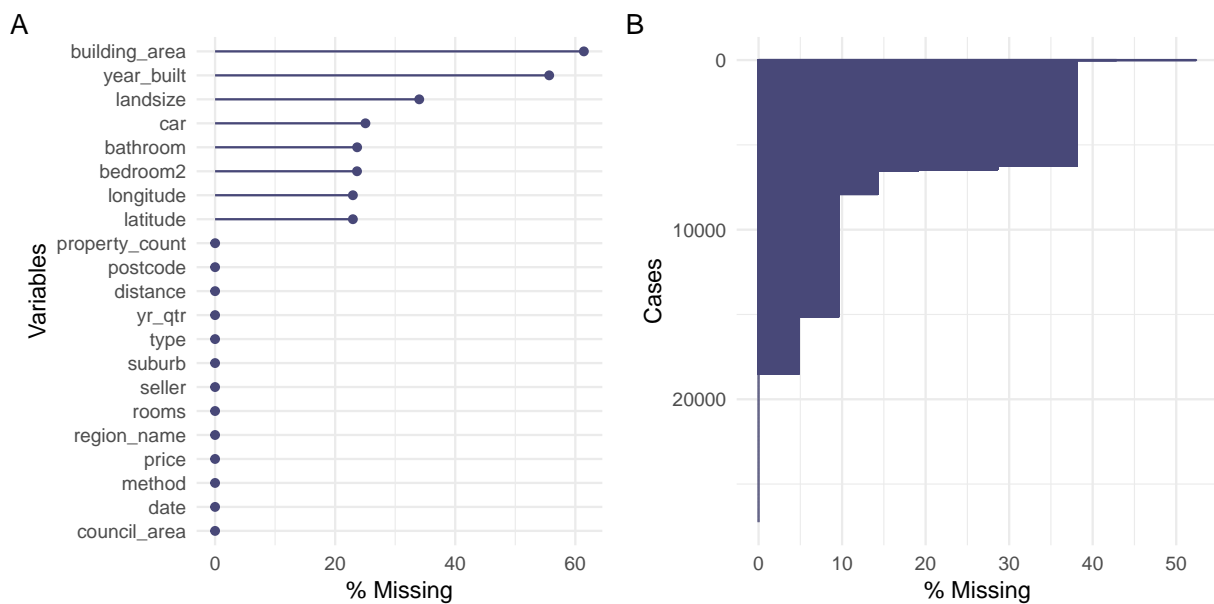 A
Variables
building_area
year_built
landsize
car
bathroom
bedroom2
longitude
latitude
property_count
postcode
distance
yr_qtr
type
suburb
seller
rooms
region_name
price
method
date
council_area
0 20 40 60
% Missing
B
Cases
0
10000
20000
0 10 20 30 40 50
% Missing